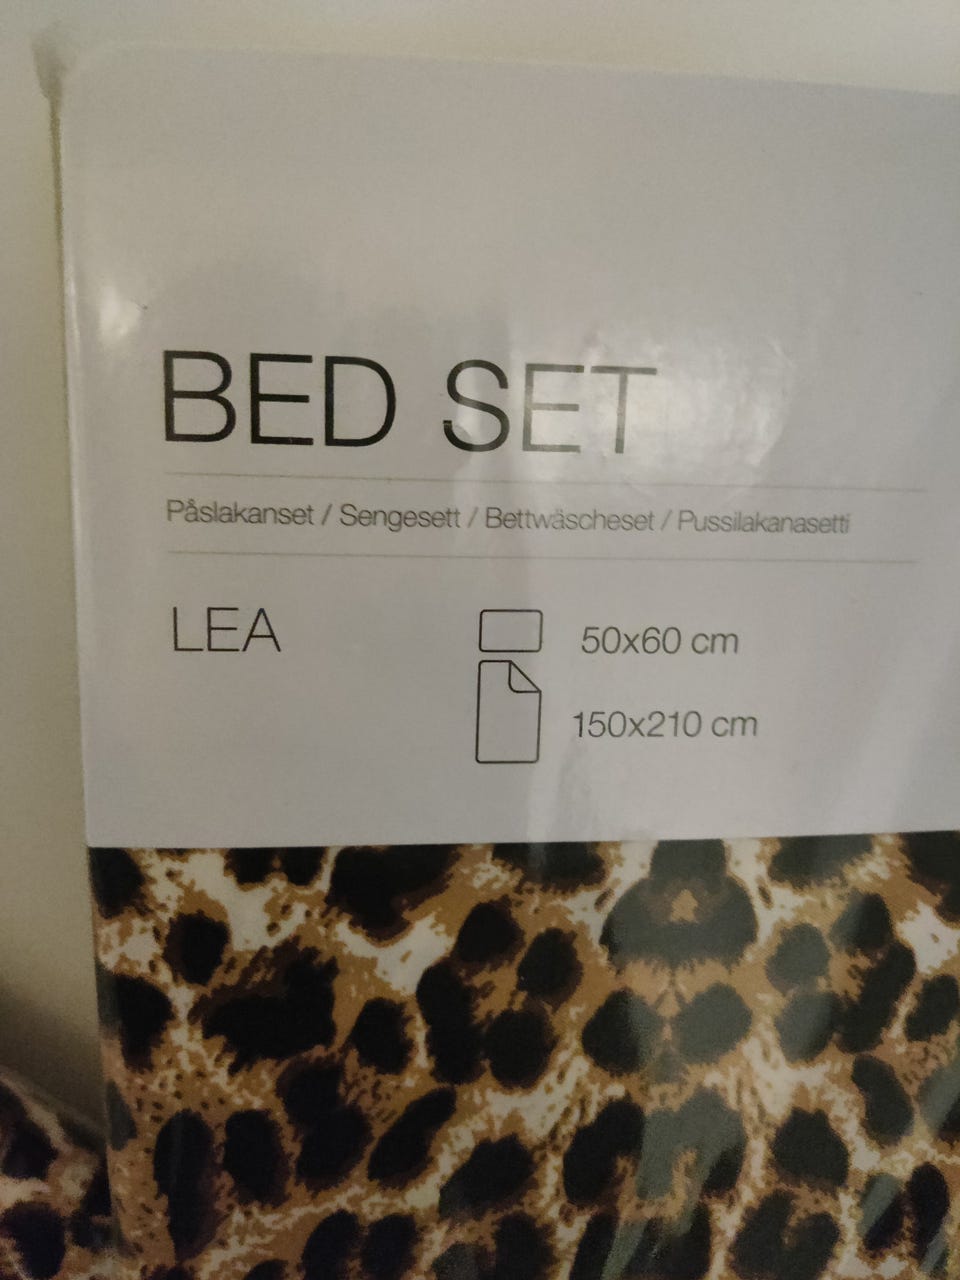 BED SET
Påslakanset / Sengesett / Bettwäscheset / Pussilakanasetti
LEA
50x60 cm
150x210 cm